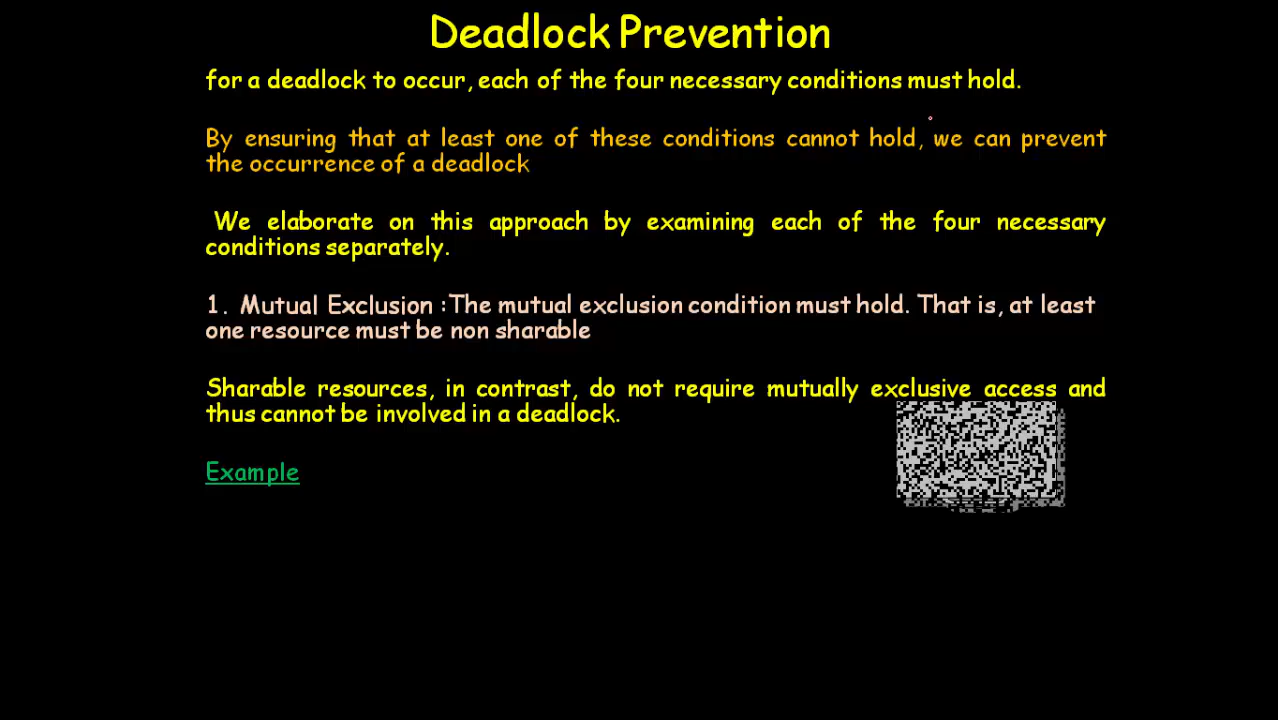 Deadlock Prevention
for a deadlock to occur, each of the four necessary conditions must hold.
By ensuring that at least one of these conditions cannot hold, we can prevent
the occurrence of a deadlock
We elaborate on this approach by examining each of the four necessary
conditions separately.
1. Mutual Exclusion :The mutual exclusion condition must hold. That is, at least
one resource must be non sharable
Sharable resources, in contrast, do not require mutually exclusive access and
thus cannot be involved in a deadlock.
Example